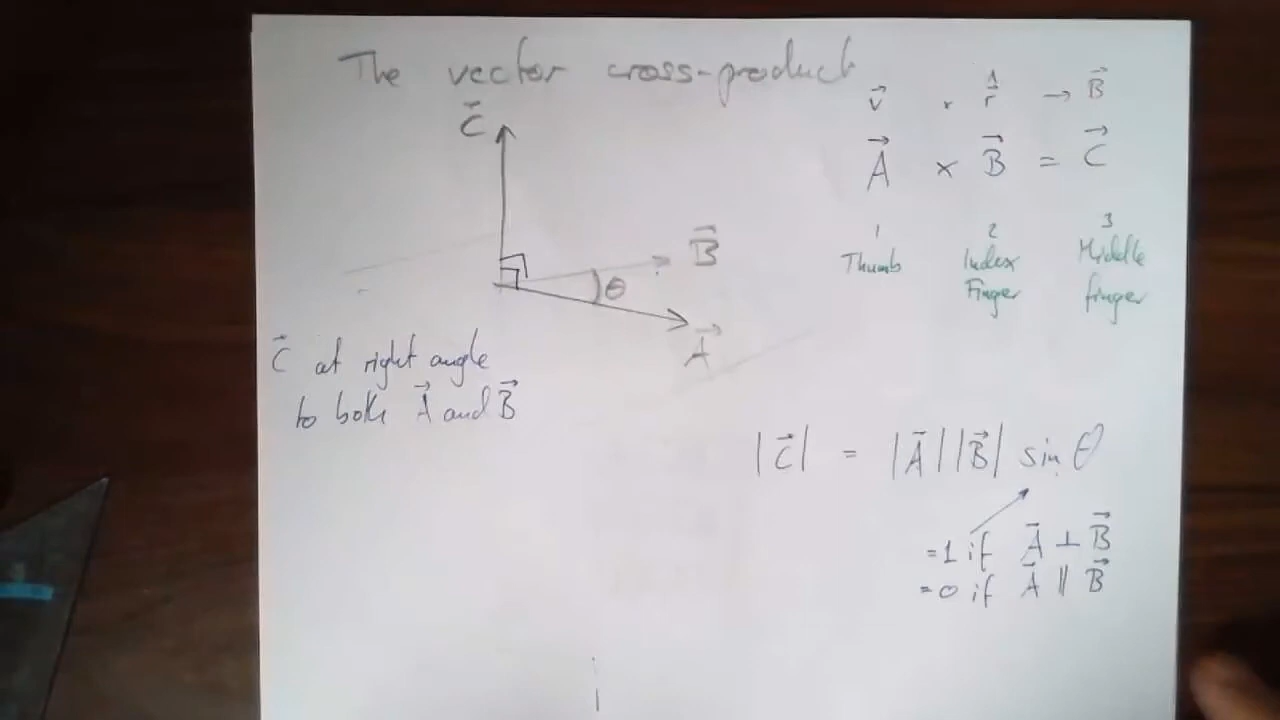 The vector cross-product
v⃗ × r̂ → B⃗
A⃗ × B⃗ = C⃗
1 2 3
Thumb Index Finger Middle finger
C⃗
B⃗
θ
A⃗
C⃗ at right angle
to both A⃗ and B⃗
|C⃗| = |A⃗||B⃗| sin θ
=1 if A⃗ ⊥ B⃗
=0 if A⃗ ∥ B⃗